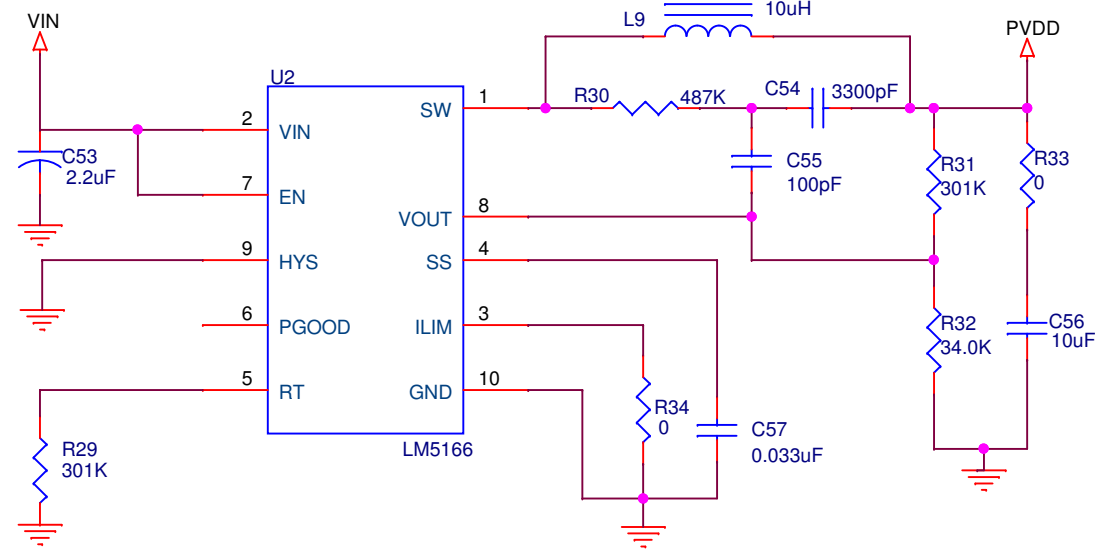 10uH
L9
VIN
PVDD
U2
C54
3300pF
R30
487K
SW
1
2
VIN
C53
2.2uF
C55
100pF
R31
301K
R33
0
7
EN
VOUT
8
9
HYS
SS
4
6
PGOOD
ILIM
3
R32
34.0K
C56
10uF
5
RT
GND
10
R34
0
C57
0.033uF
R29
301K
LM5166